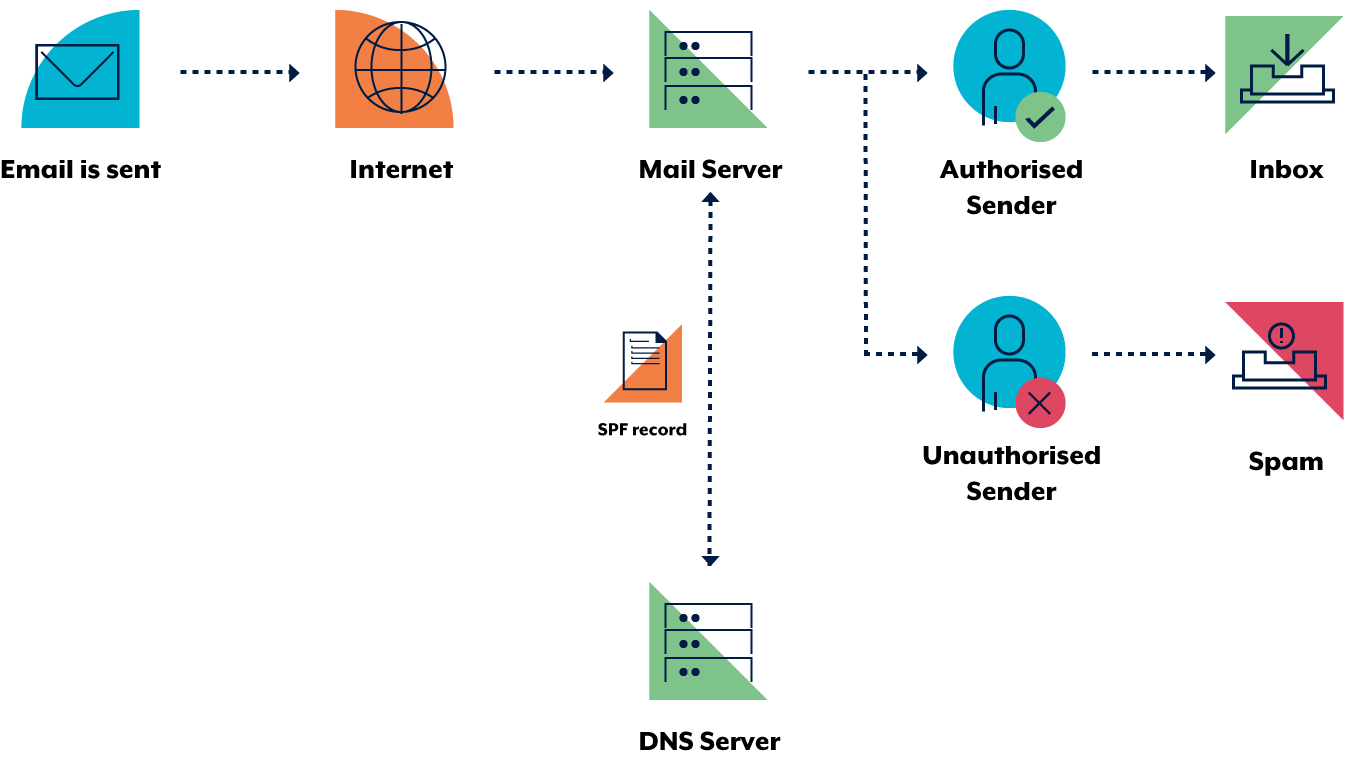 Email is sent
Internet
Mail Server
Authorised
Sender
Inbox
SPF record
Unauthorised
Sender
Spam
DNS Server